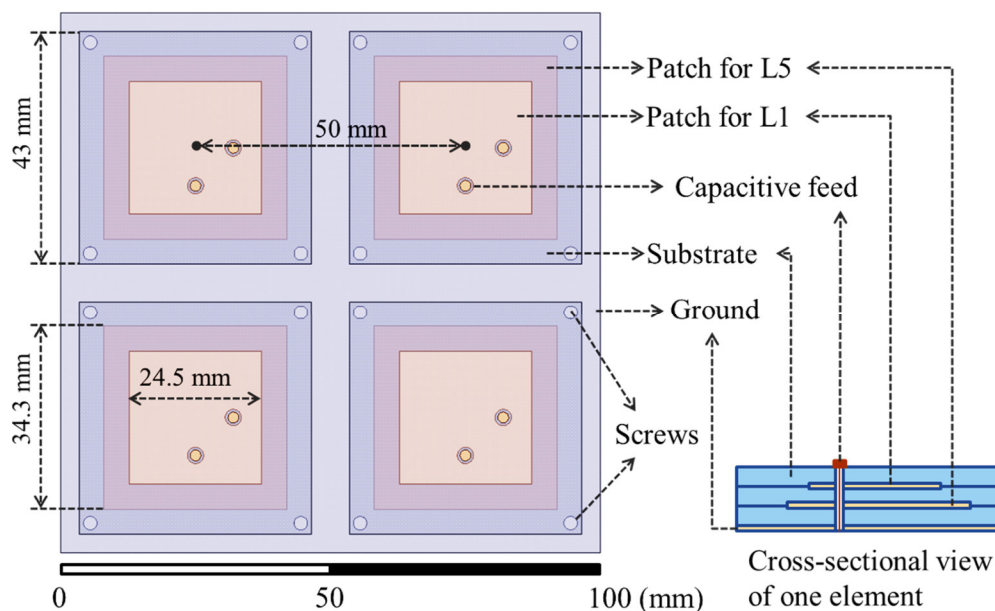 Patch for L5
Patch for L1
50 mm
43 mm
Capacitive feed
Substrate
Ground
24.5 mm
34.3 mm
Screws
Cross-sectional view
of one element
0 50 100 (mm)